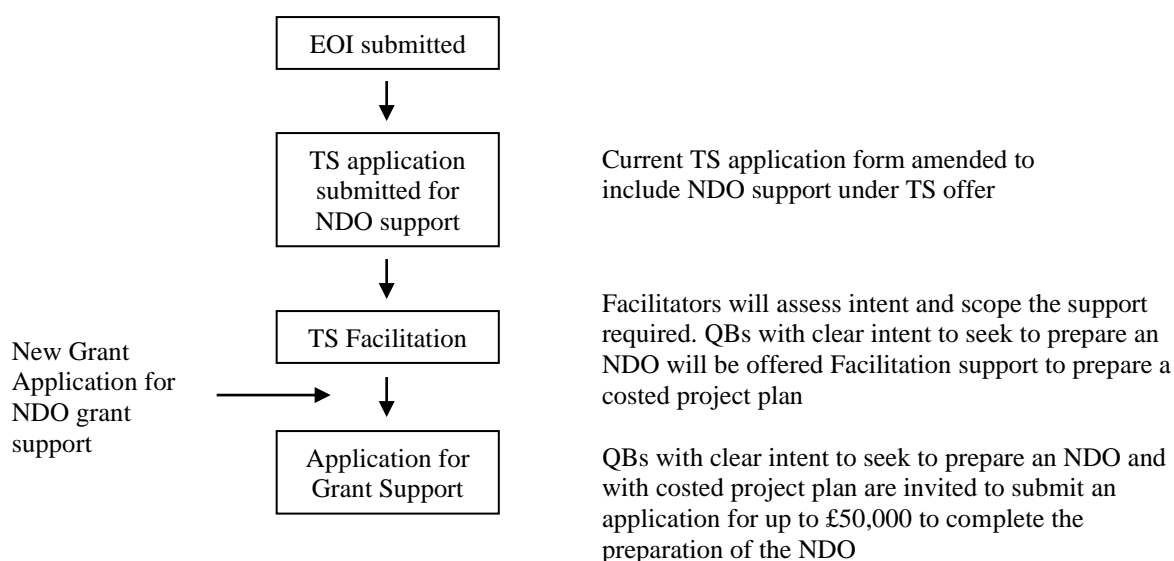 EOI submitted
TS application
submitted for
NDO support
Current TS application form amended to
include NDO support under TS offer
TS Facilitation
Facilitators will assess intent and scope the support
required. QBs with clear intent to seek to prepare an
NDO will be offered Facilitation support to prepare a
costed project plan
New Grant
Application for
NDO grant
support
Application for
Grant Support
QBs with clear intent to seek to prepare an NDO and
with costed project plan are invited to submit an
application for up to £50,000 to complete the
preparation of the NDO